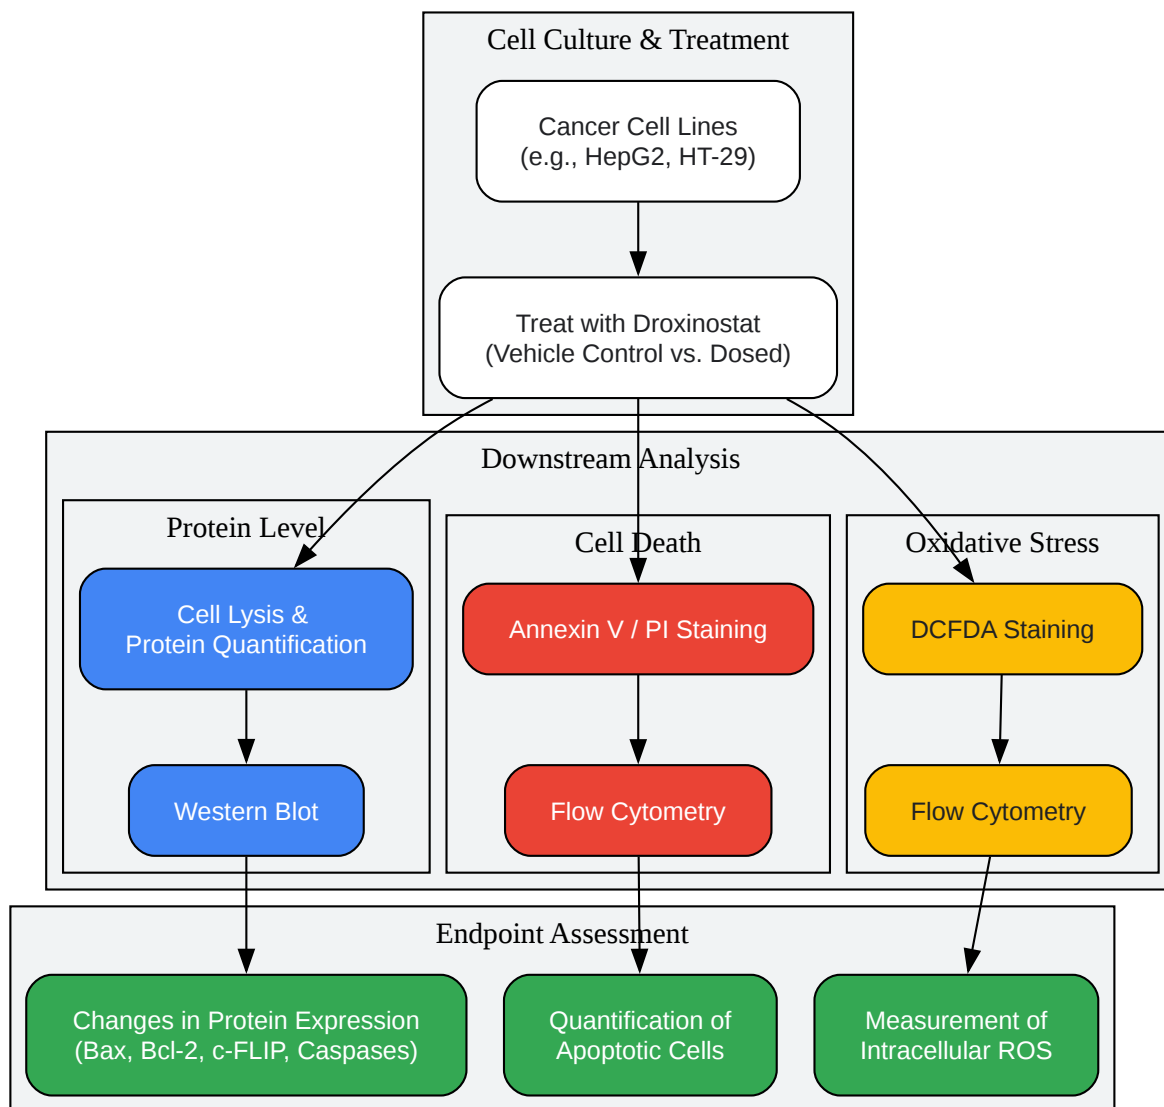 Cell Culture & Treatment
Cancer Cell Lines
(e.g., HepG2, HT-29)
Treat with Droxinostat
(Vehicle Control vs. Dosed)
Downstream Analysis
Protein Level
Cell Death
Oxidative Stress
Cell Lysis &
Protein Quantification
Annexin V / PI Staining
DCFDA Staining
Western Blot
Flow Cytometry
Flow Cytometry
Endpoint Assessment
Changes in Protein Expression
(Bax, Bcl-2, c-FLIP, Caspases)
Quantification of
Apoptotic Cells
Measurement of
Intracellular ROS